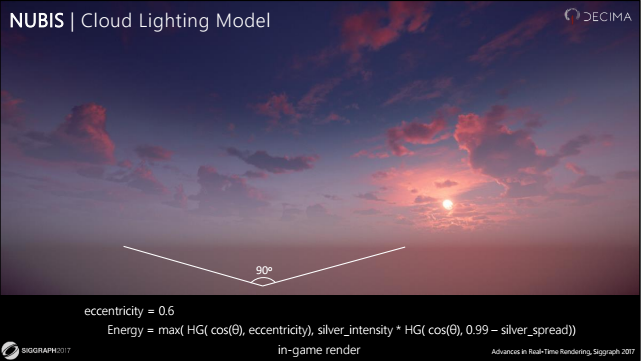 NUBIS | Cloud Lighting Model
DECIMA
90º
eccentricity = 0.6
Energy = max( HG( cos(θ), eccentricity), silver_intensity * HG( cos(θ), 0.99 – silver_spread))
SIGGRAPH2017
in-game render
Advances in Real-Time Rendering, Siggraph 2017